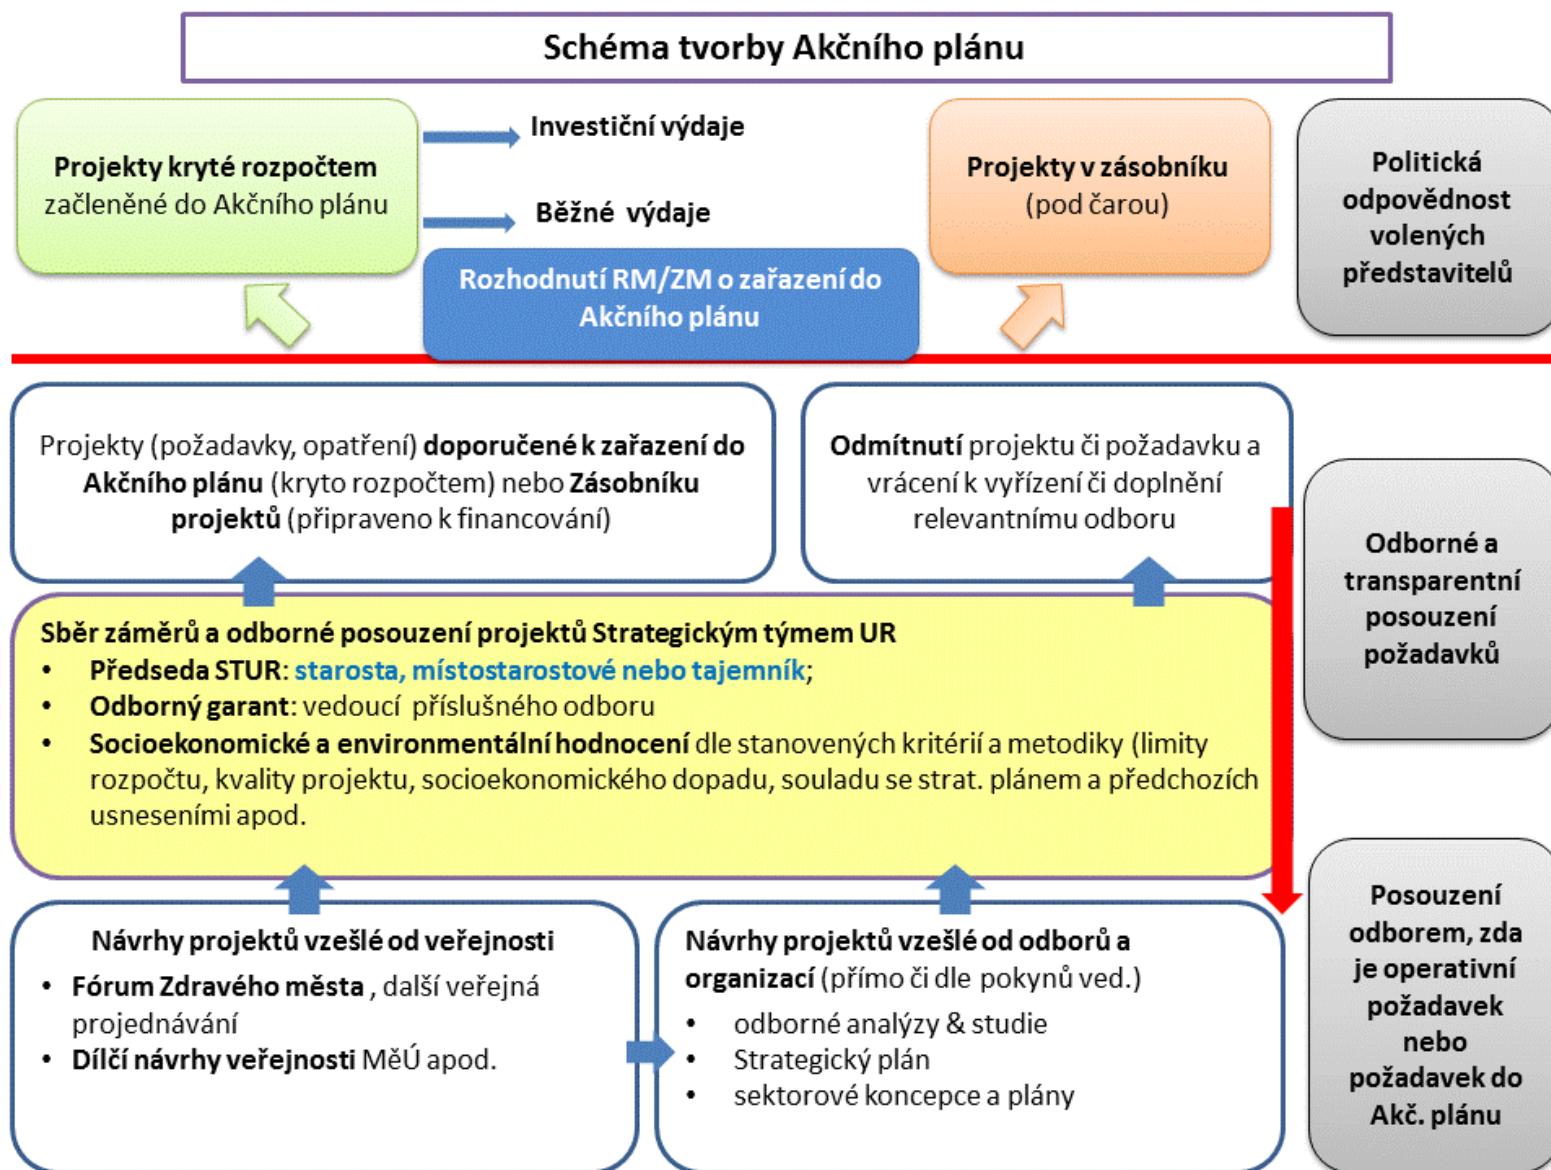 Schéma tvorby Akčního plánu
Projekty kryté rozpočtem
začleněné do Akčního plánu
Investiční výdaje
Běžné výdaje
Projekty v zásobníku
(pod čarou)
Politická
odpovědnost
volených
představitelů
Rozhodnutí RM/ZM o zařazení do
Akčního plánu
Projekty (požadavky, opatření) doporučené k zařazení do
Akčního plánu (kryto rozpočtem) nebo Zásobníku
projektů (připraveno k financování)
Odmítnutí projektu či požadavku a
vrácení k vyřízení či doplnění
relevantnímu odboru
Odborné a
transparentní
posouzení
požadavků
Sběr záměrů a odborné posouzení projektů Strategickým týmem UR
• Předseda STUR: starosta, místostarostové nebo tajemník;
• Odborný garant: vedoucí příslušného odboru
• Socioekonomické a environmentální hodnocení dle stanovených kritérií a metodiky (limity
rozpočtu, kvality projektu, socioekonomického dopadu, souladu se strat. plánem a předchozích
usneseními apod.
Návrhy projektů vzešlé od veřejnosti
• Fórum Zdravého města , další veřejná
projednávání
• Dílčí návrhy veřejnosti MěÚ apod.
Návrhy projektů vzešlé od odborů a
organizací (přímo či dle pokynů ved.)
• odborné analýzy & studie
• Strategický plán
• sektorové koncepce a plány
Posouzení
odborem, zda
je operativní
požadavek
nebo
požadavek do
Akč. plánu